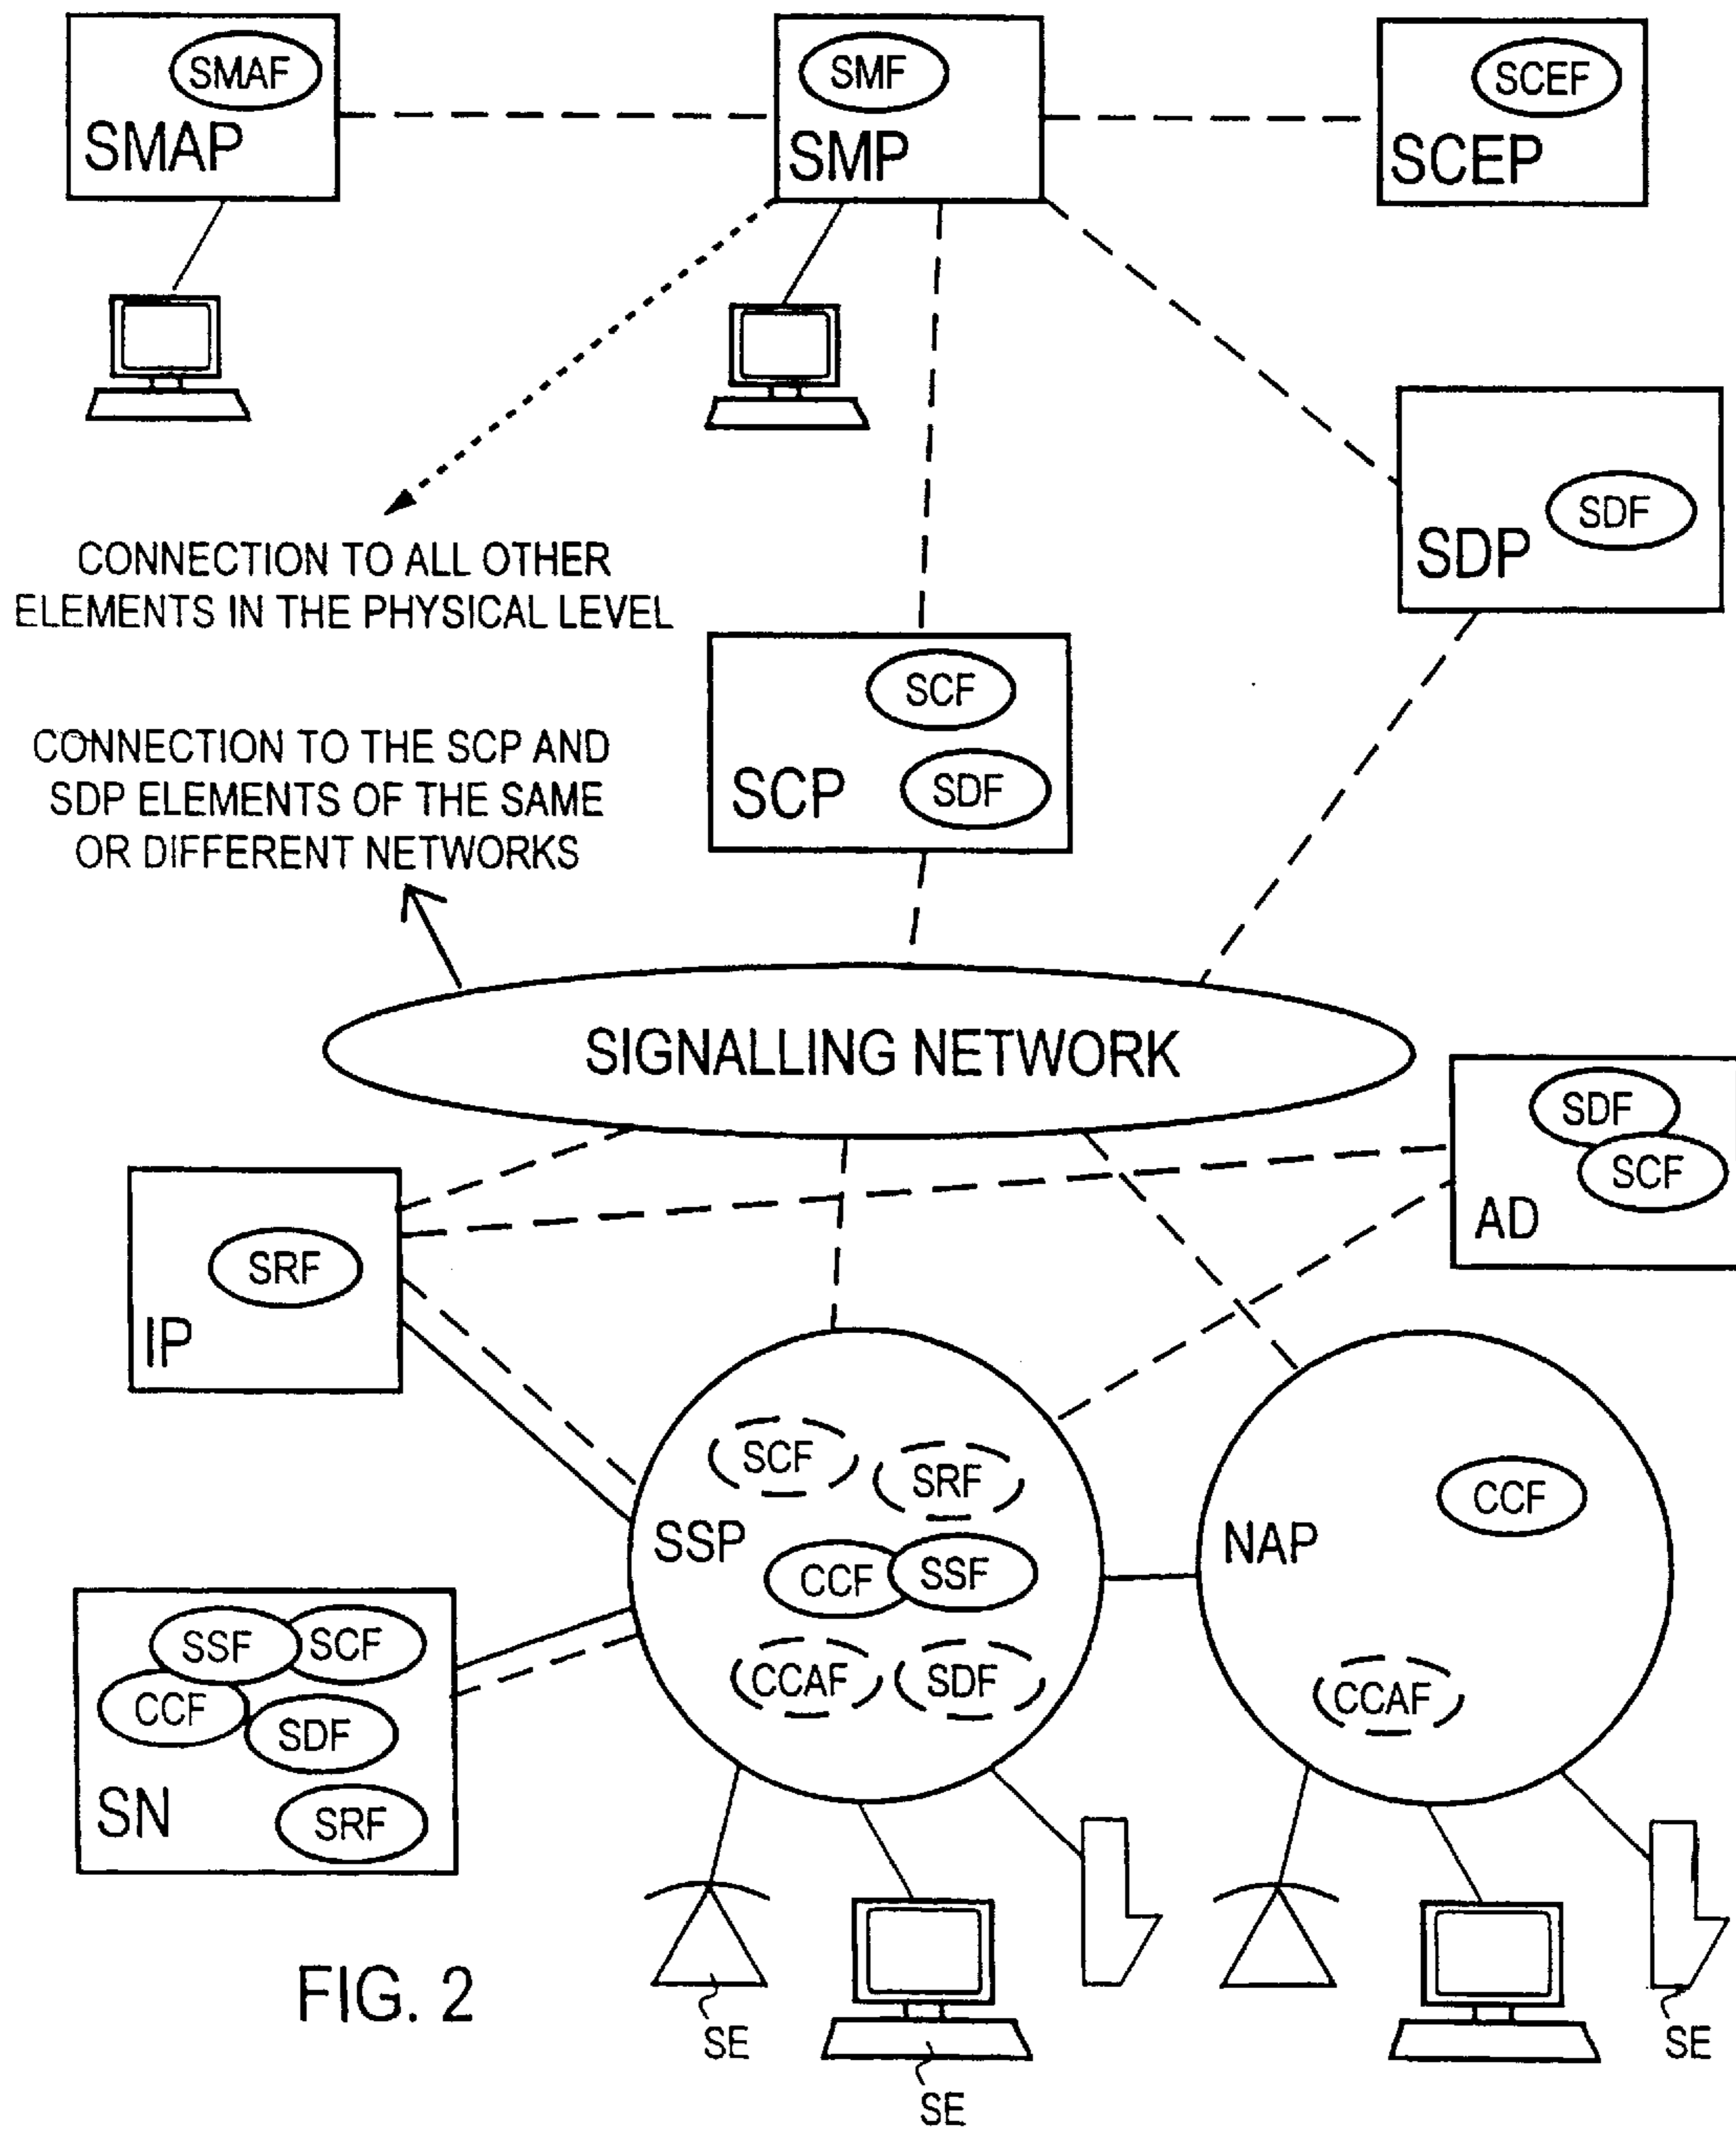 SMAF
SMAP
SMF
SMP
SCEF
SCEP
CONNECTION TO ALL OTHER
ELEMENTS IN THE PHYSICAL LEVEL
SDF
SDP
CONNECTION TO THE SCP AND
SDP ELEMENTS OF THE SAME
OR DIFFERENT NETWORKS
SCF
SCP
SDF
SIGNALLING NETWORK
SDF
SCF
AD
SRF
IP
SCF
SRF
SSP
CCF
SSF
CCAF
SDF
CCF
NAP
CCAF
SSF
SCF
CCF
SDF
SN
SRF
FIG. 2
SE
SE
SE